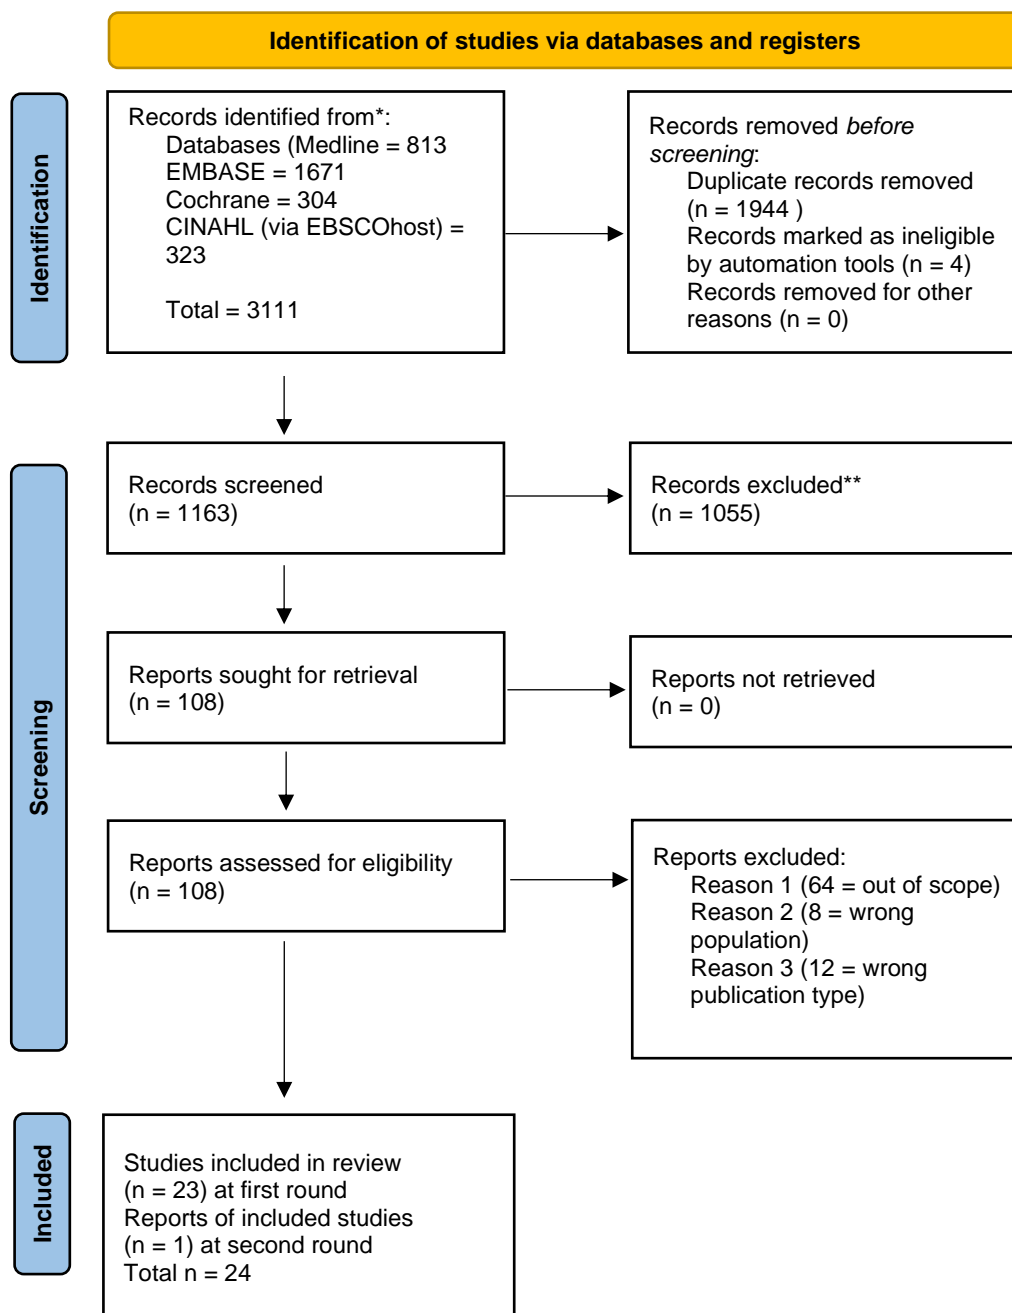 Identification of studies via databases and registers
Identification
Records identified from*:
Databases (Medline = 813
EMBASE = 1671
Cochrane = 304
CINAHL (via EBSCOhost) =
323
Total = 3111
Records removed before
screening:
Duplicate records removed
(n = 1944 )
Records marked as ineligible
by automation tools (n = 4)
Records removed for other
reasons (n = 0)
Screening
Records screened
(n = 1163)
Records excluded**
(n = 1055)
Reports sought for retrieval
(n = 108)
Reports not retrieved
(n = 0)
Reports assessed for eligibility
(n = 108)
Reports excluded:
Reason 1 (64 = out of scope)
Reason 2 (8 = wrong
population)
Reason 3 (12 = wrong
publication type)
Included
Studies included in review
(n = 23) at first round
Reports of included studies
(n = 1) at second round
Total n = 24